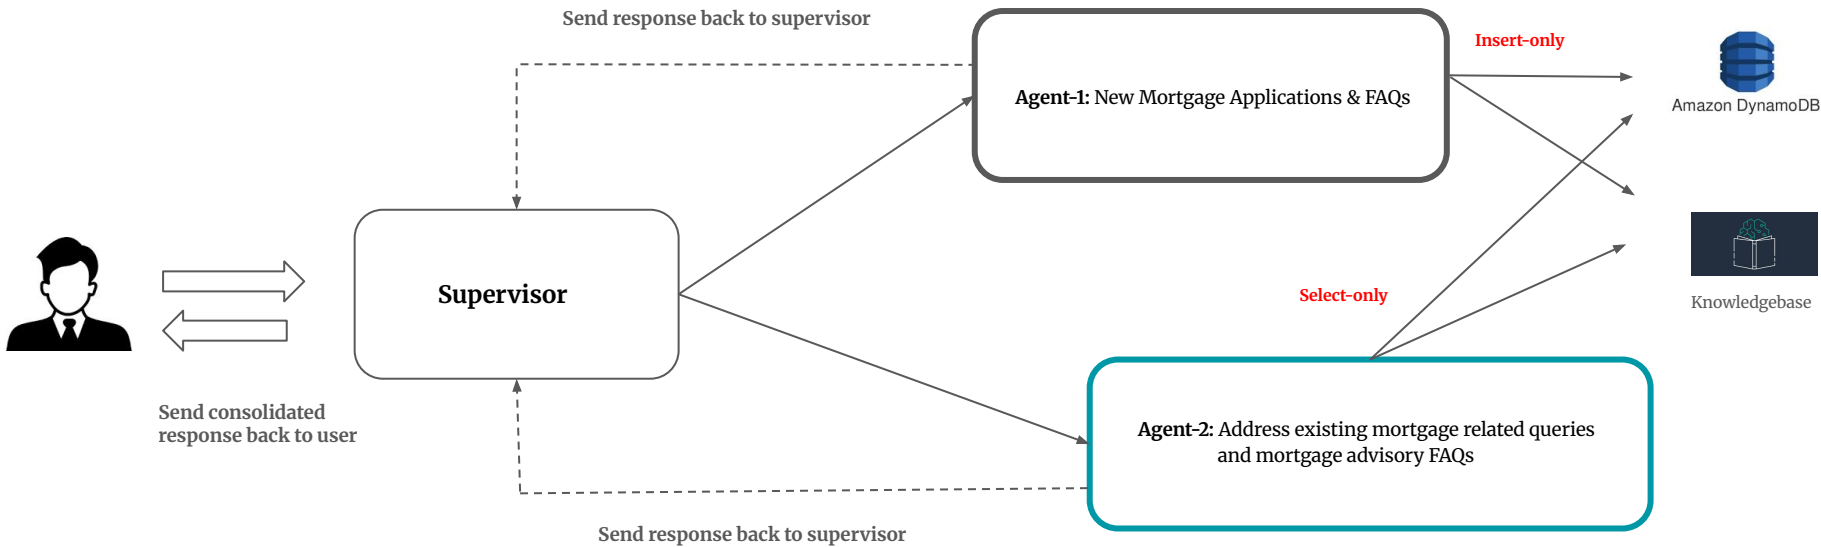 Send response back to supervisor
Insert-only
Agent-1: New Mortgage Applications & FAQs
Amazon DynamoDB
Supervisor
Select-only
Knowledgebase
Send consolidated
response back to user
Agent-2: Address existing mortgage related queries
and mortgage advisory FAQs
Send response back to supervisor